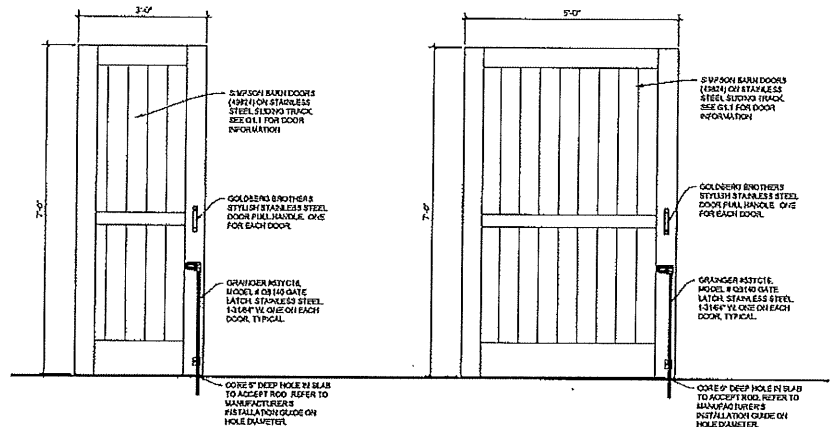 3'-0"
7'-0"
SIMPSON BARN DOORS
(49824) ON STAINLESS
STEEL SLIDING TRACK.
SEE G1.1 FOR DOOR
INFORMATION
GOLDBERG BROTHERS
STYLISH STAINLESS STEEL
DOOR PULL HANDLE. ONE
FOR EACH DOOR.
GRAINGER
MODEL # GATE
LATCH. STAINLESS STEEL.
1-31/64" W. ONE ON EACH
DOOR, TYPICAL.
CORE 6" DEEP HOLE IN SLAB
TO ACCEPT ROD. REFER TO
MANUFACTURER'S
INSTALLATION GUIDE ON
HOLE DIAMETER.
5'-0"
7'-0"
SIMPSON BARN DOORS
(49824) ON STAINLESS
STEEL SLIDING TRACK.
SEE G1.1 FOR DOOR
INFORMATION
GOLDBERG BROTHERS
STYLISH STAINLESS STEEL
DOOR PULL HANDLE. ONE
FOR EACH DOOR.
GRAINGER
MODEL # GATE
LATCH. STAINLESS STEEL.
1-31/64" W. ONE ON EACH
DOOR, TYPICAL.
CORE 6" DEEP HOLE IN SLAB
TO ACCEPT ROD. REFER TO
MANUFACTURER'S
INSTALLATION GUIDE ON
HOLE DIAMETER.